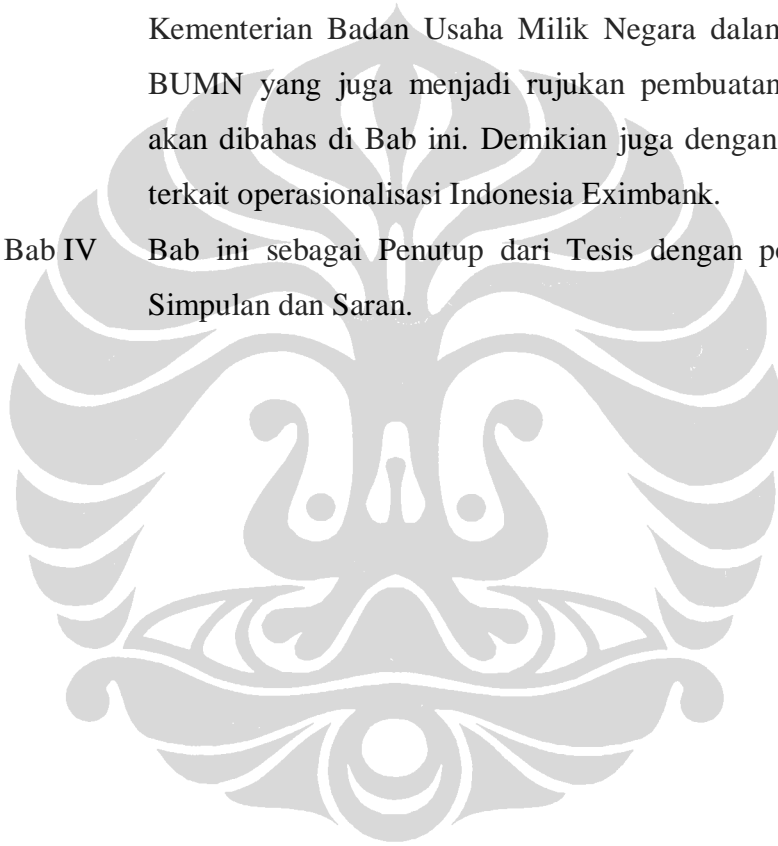 Kementerian Badan Usaha Milik Negara dalam
BUMN yang juga menjadi rujukan pembuatan
akan dibahas di Bab ini. Demikian juga dengan
terkait operasionalisasi Indonesia Eximbank.
Bab IV Bab ini sebagai Penutup dari Tesis dengan
Simpulan dan Saran.